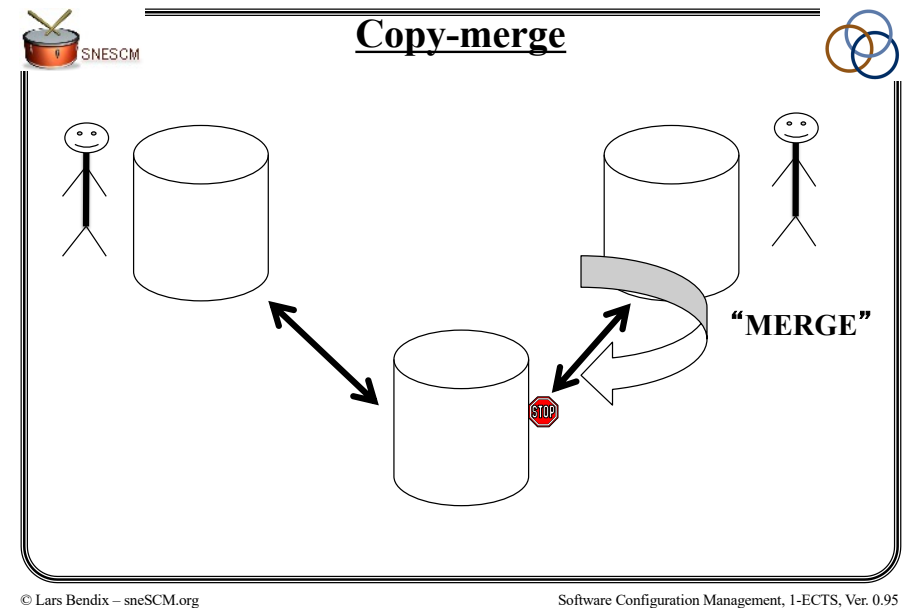 Copy-merge
SNESCM
“MERGE”
STOP
© Lars Bendix – sneSCM.org
Software Configuration Management, 1-ECTS, Ver. 0.95